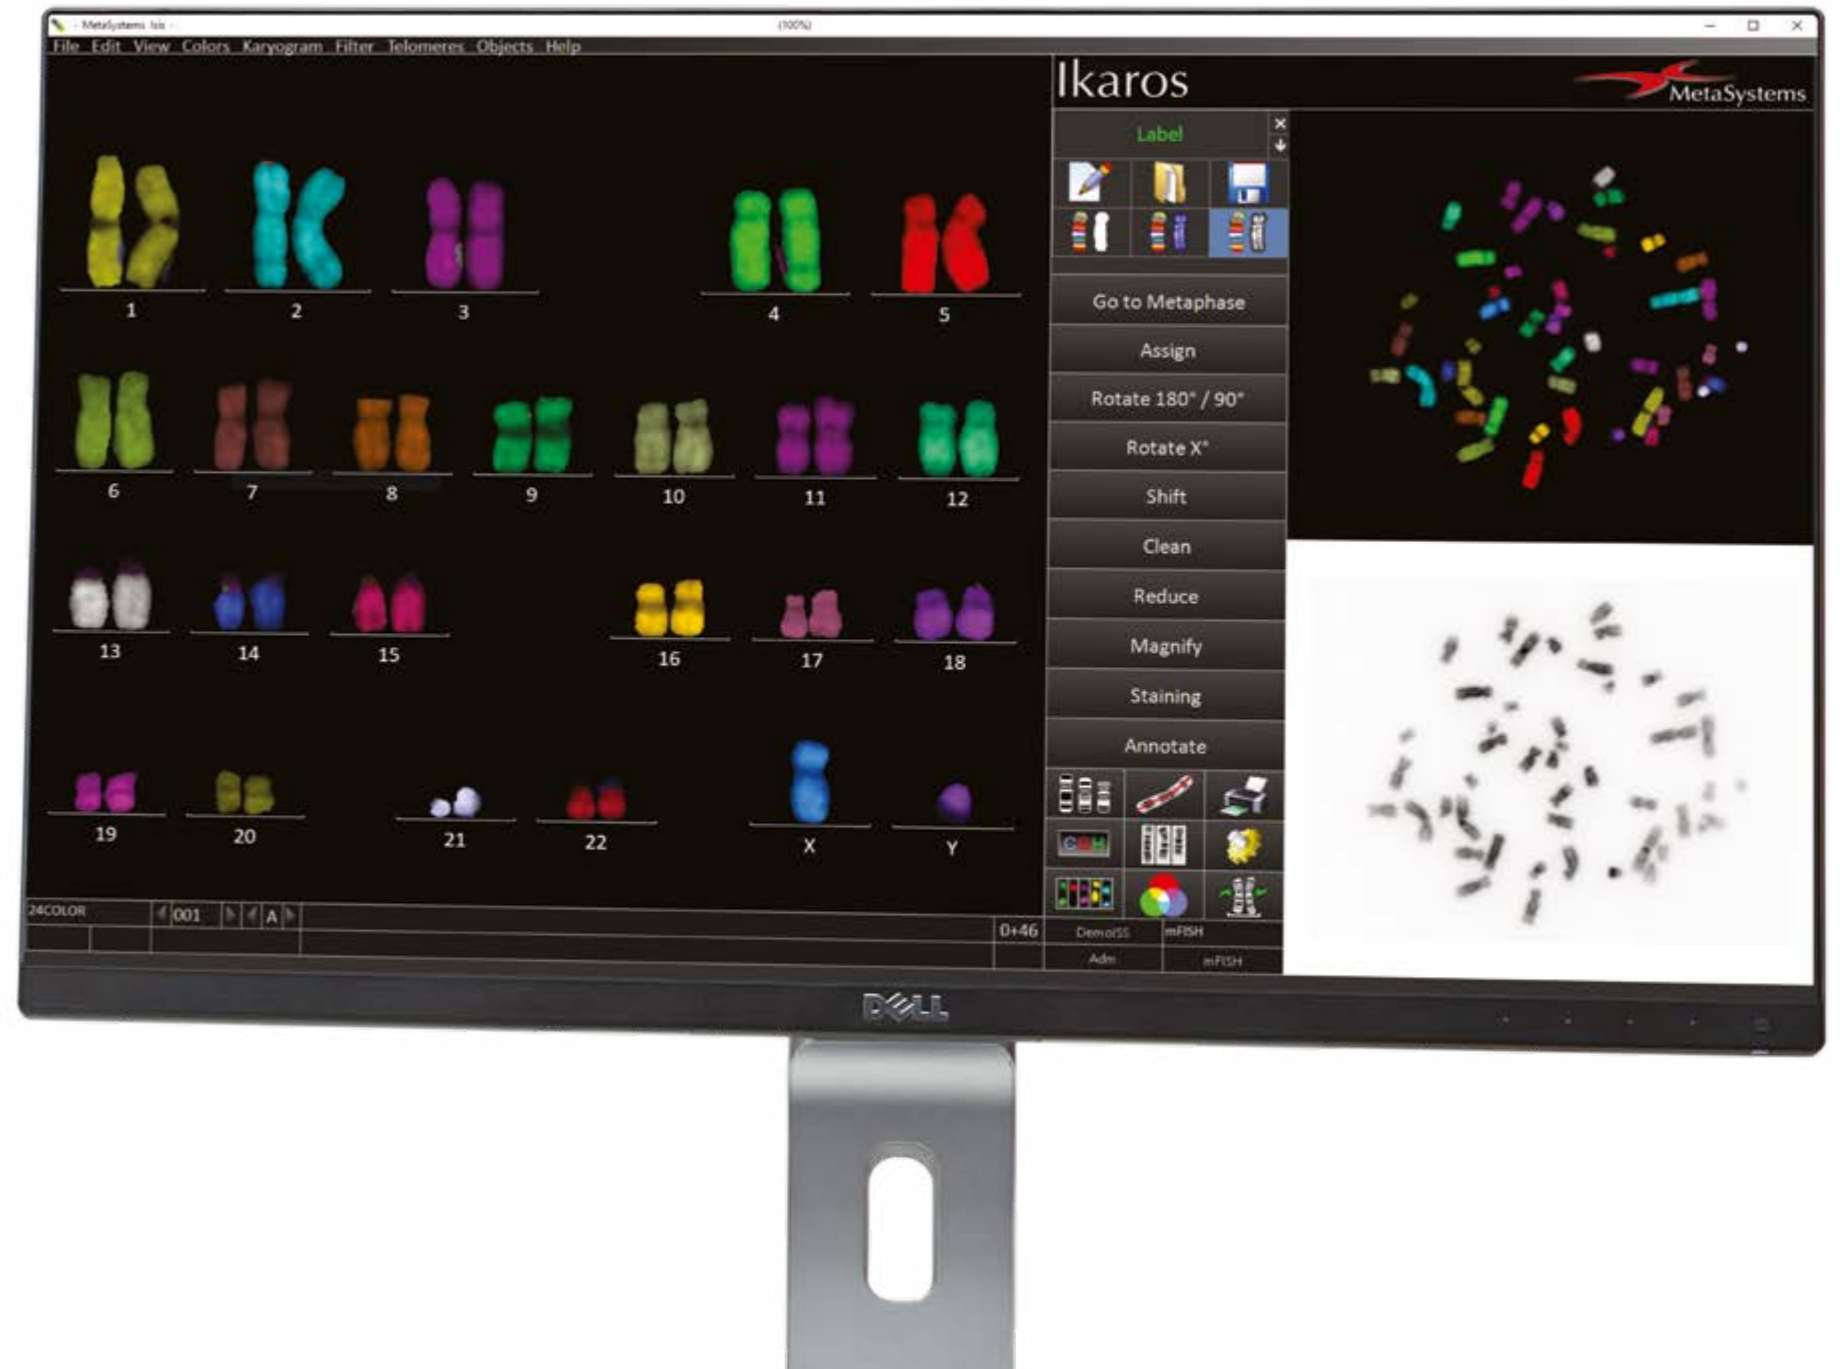 - MetaSystems Isis -
(100%)
File Edit View Colors Karyogram Filter Telomeres Objects Help
Ikaros
MetaSystems
Label
1 2 3 4 5
6 7 8 9 10 11 12
13 14 15 16 17 18
19 20 21 22 X Y
Go to Metaphase
Assign
Rotate 180° / 90°
Rotate X°
Shift
Clean
Reduce
Magnify
Staining
Annotate
CGH
24COLOR
001
A
0+46
DemoISS
mFISH
Adm
mFISH
DELL